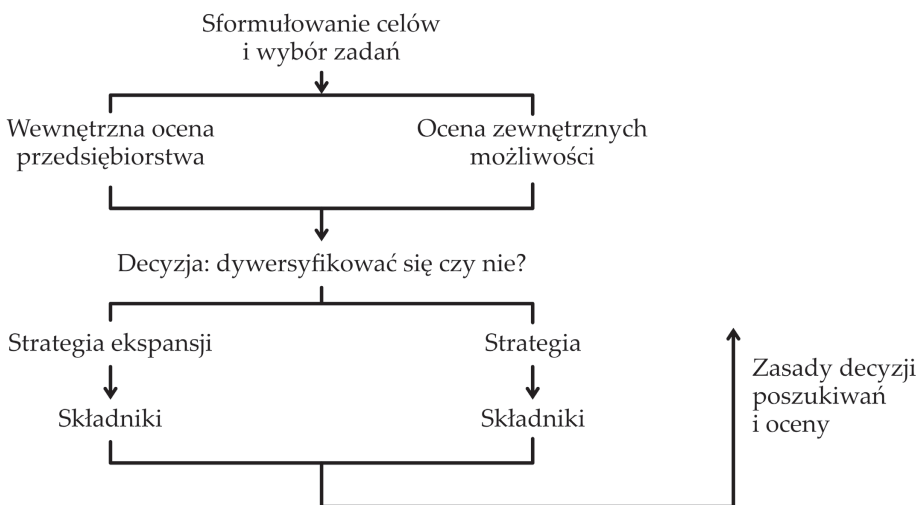 Sformułowanie celów
i wybór zadań
Wewnętrzna ocena
przedsiębiorstwa
Ocena zewnętrznych
możliwości
Decyzja: dywersyfikować się czy nie?
Strategia ekspansji
Strategia
Składniki
Składniki
Zasady decyzji
poszukiwań
i oceny